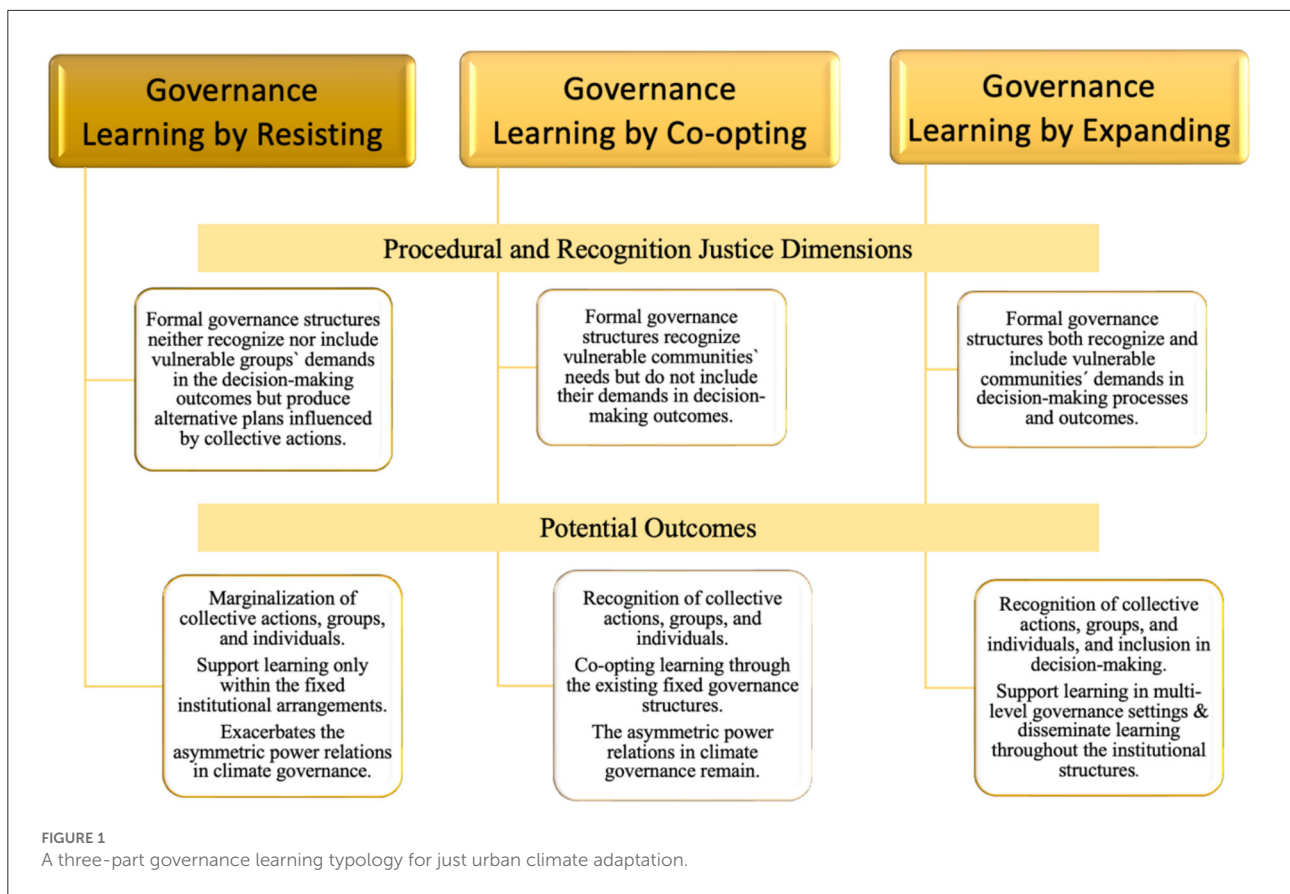 Governance
Learning by Resisting
Governance
Learning by Co-opting
Governance
Learning by Expanding
Procedural and Recognition Justice Dimensions
Formal governance structures
neither recognize nor include
vulnerable groups` demands
in the decision-making
outcomes but produce
alternative plans influenced
by collective actions.
Formal governance
structures recognize
vulnerable communities`
needs but do not include
their demands in decision-
making outcomes.
Formal governance
structures both recognize and
include vulnerable
communities´ demands in
decision-making processes
and outcomes.
Potential Outcomes
Marginalization of
collective actions, groups,
and individuals.
Support learning only
within the fixed
institutional arrangements.
Exacerbates the
asymmetric power relations
in climate governance.
Recognition of collective
actions, groups, and
individuals.
Co-opting learning through
the existing fixed governance
structures.
The asymmetric power
relations in climate
governance remain.
Recognition of collective
actions, groups, and
individuals, and inclusion in
decision-making.
Support learning in multi-
level governance settings &
disseminate learning
throughout the institutional
structures.
FIGURE 1
A three-part governance learning typology for just urban climate adaptation.